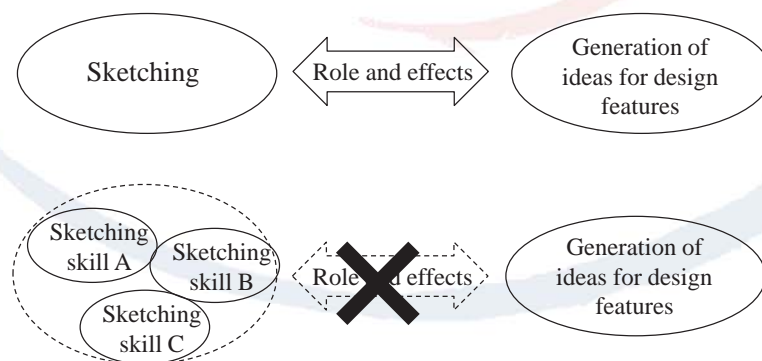 Sketching
Role and effects
Generation of
ideas for design
features
Sketching
skill A
Sketching
skill B
Sketching
skill C
Role and effects
Generation of
ideas for design
features